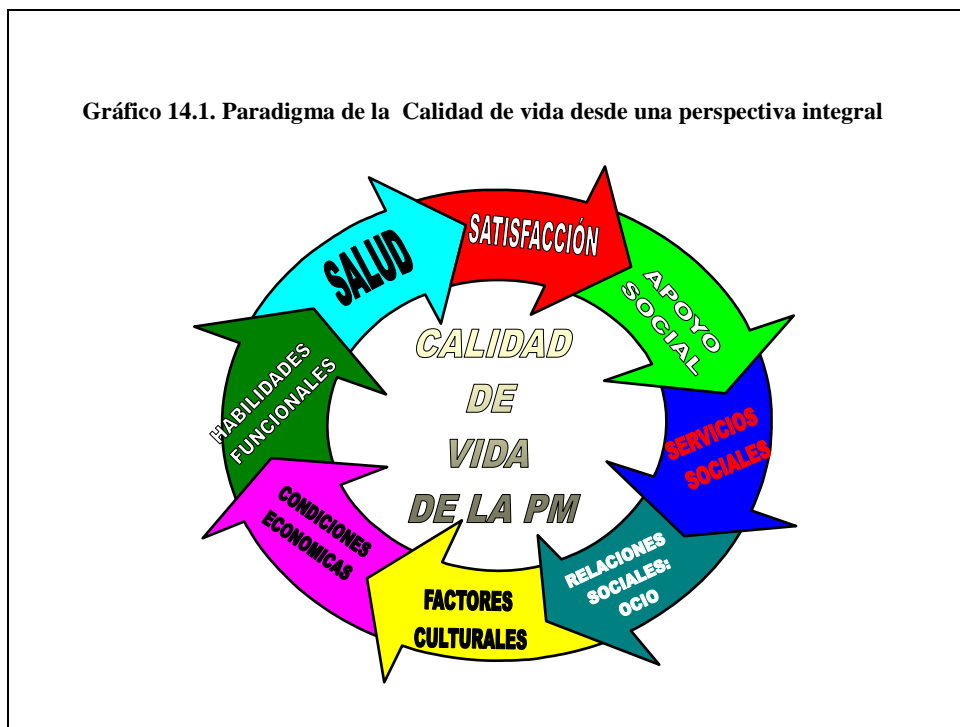 Gráfico 14.1. Paradigma de la Calidad de vida desde una perspectiva integral
SALUD
SATISFACCIÓN
APOYO
SOCIAL
SERVICIOS
SOCIALES
RELACIONES
SOCIALES:
OCIO
FACTORES
CULTURALES
CONDICIONES
ECONOMICAS
HABILIDADES
FUNCIONALES
CALIDAD
DE
VIDA
DE LA PM